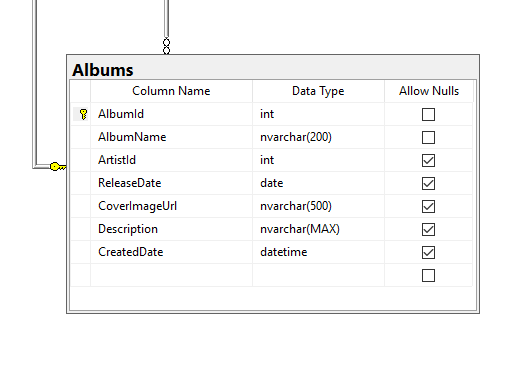 Albums
Column Name Data Type Allow Nulls
AlbumId int
AlbumName nvarchar(200)
ArtistId int
ReleaseDate date
CoverImageUrl nvarchar(500)
Description nvarchar(MAX)
CreatedDate datetime